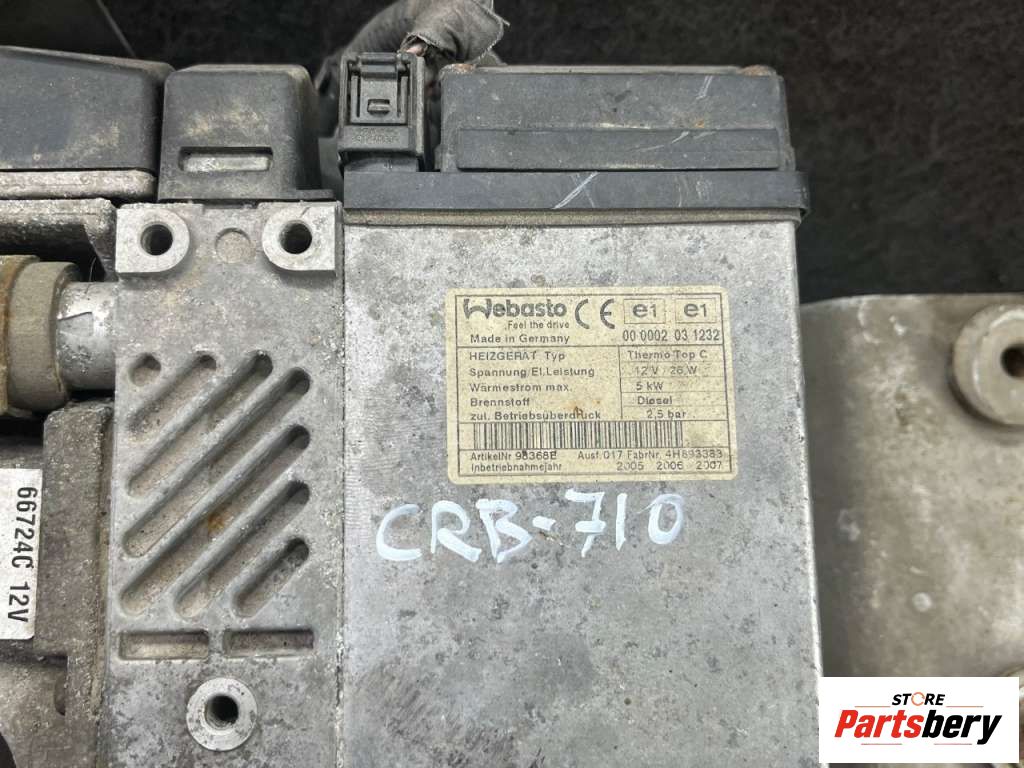 Webasto CE e1 e1
Feel the drive
Made in Germany 00 0002 03 1232
HEIZGERÄT Typ Thermo Top C
Spannung/El.Leistung 12 V 26 W
Wärmestrom max. 5 kW
Brennstoff Diesel
zul. Betriebsüberdruck 2,5 bar
ArtikelNr 98368E Ausf.017 FabrNr. 4H893383
Inbetriebnahmejahr 2005 2006 2007
CRB-710
66724C 12V
STORE
Partsbery